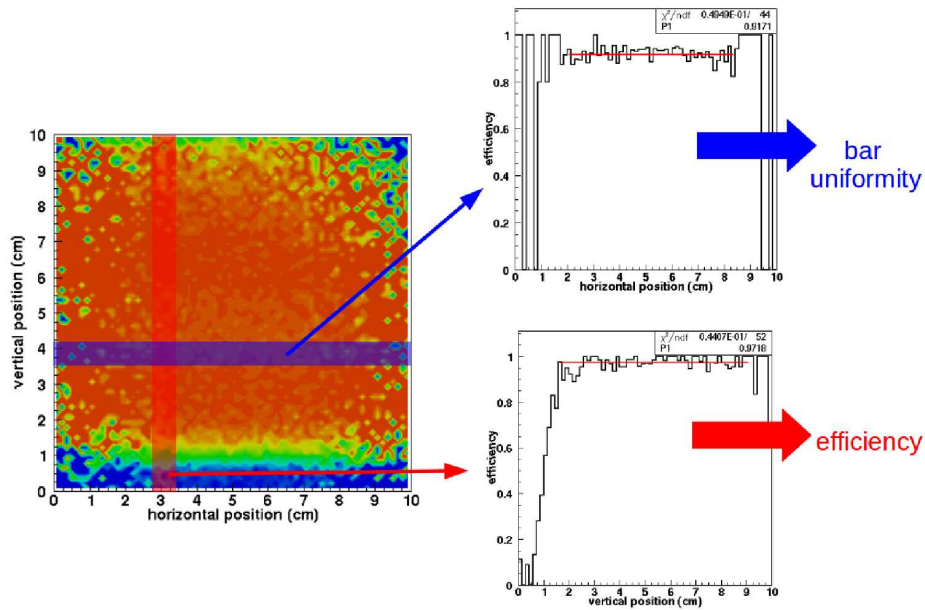 10
9
8
7
6
5
4
3
2
1
0
vertical position (cm)
0 1 2 3 4 5 6 7 8 9 10
horizontal position (cm)
χ²/ndf 0.4949E-01/ 44
P1 0.9171
1
0.8
0.6
0.4
0.2
0
efficiency
0 1 2 3 4 5 6 7 8 9 10
horizontal position (cm)
bar
uniformity
χ²/ndf 0.4407E-01/ 52
P1 0.9718
1
0.8
0.6
0.4
0.2
0
efficiency
0 1 2 3 4 5 6 7 8 9 10
vertical position (cm)
efficiency